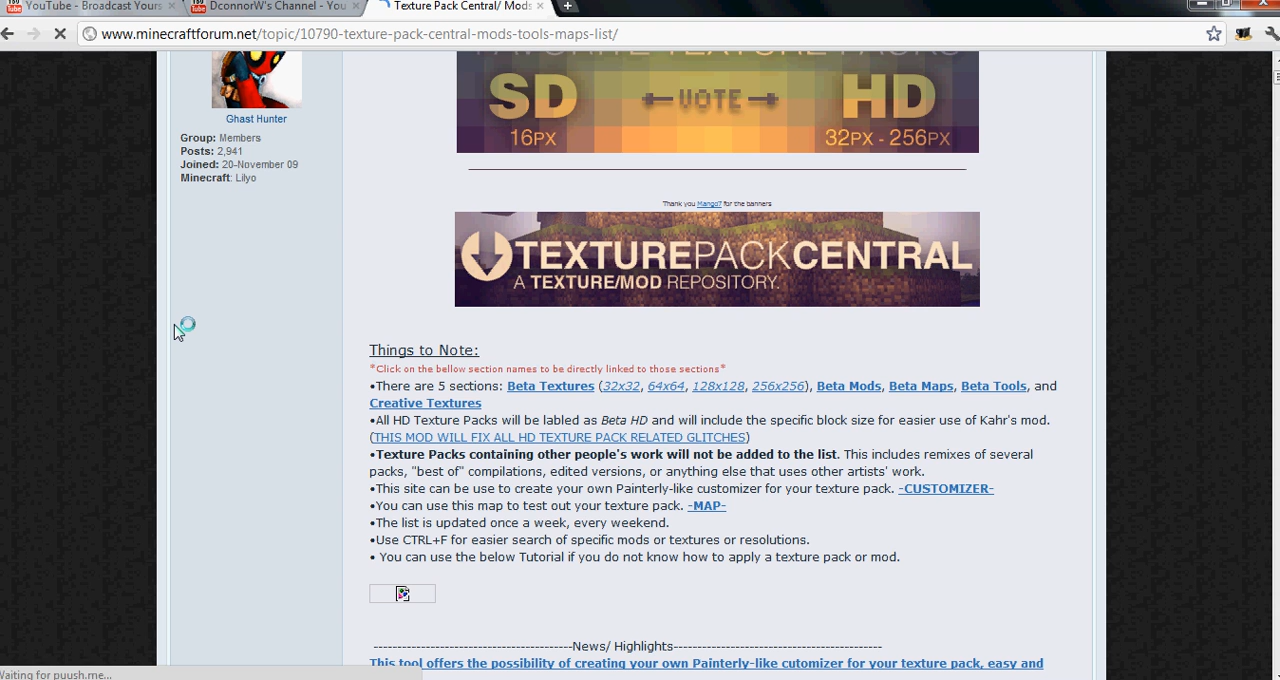 YouTube - Broadcast Yours
DconnorW's Channel - You
Texture Pack Central/ Mods
www.minecraftforum.net/topic/10790-texture-pack-central-modstools-maps-list/
FAVORITE TEXTURE PACKS
SD VOTE HD
16PX 32PX - 256PX
Ghast Hunter
Group: Members
Posts: 2,941
Joined: 20-November 09
Minecraft: Lilyo
Thank you Mango7 for the banners
TEXTUREPACKCENTRAL
A TEXTURE/MOD REPOSITORY.
Things to Note:
*Click on the bellow section names to be directly linked to those sections*
•There are 5 sections: Beta Textures (32x32, 64x64, 128x128, 256x256), Beta Mods, Beta Maps, Beta Tools, and
Creative Textures
•All HD Texture Packs will be labled as Beta HD and will include the specific block size for easier use of Kahr's mod.
(THIS MOD WILL FIX ALL HD TEXTURE PACK RELATED GLITCHES)
•Texture Packs containing other people's work will not be added to the list. This includes remixes of several
packs, "best of" compilations, edited versions, or anything else that uses other artists' work.
•This site can be use to create your own Painterly-like customizer for your texture pack. -CUSTOMIZER-
•You can use this map to test out your texture pack. -MAP-
•The list is updated once a week, every weekend.
•Use CTRL+F for easier search of specific mods or textures or resolutions.
• You can use the below Tutorial if you do not know how to apply a texture pack or mod.
----------------------------------------News/ Highlights------------------------------------------
This tool offers the possibility of creating your own Painterly-like cutomizer for your texture pack, easy and
Waiting for puush.me...